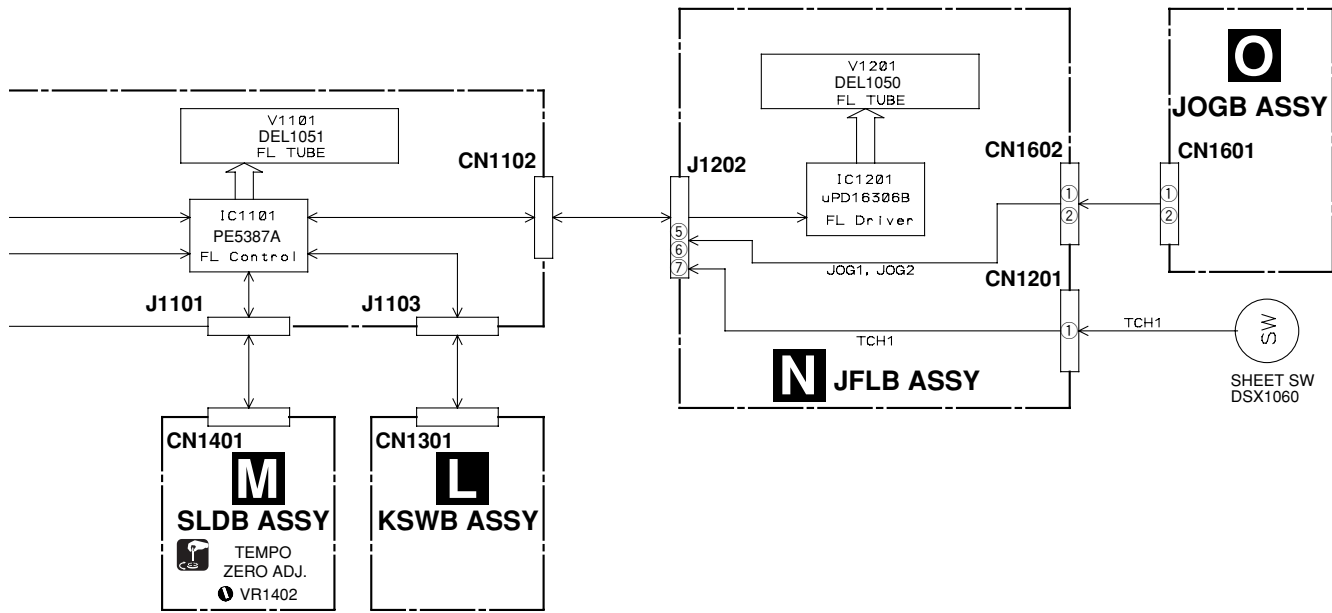 V1101
DEL1051
FL TUBE
CN1102
IC1101
PE5387A
FL Control
J1101
J1103
CN1401
M
SLDB ASSY
TEMPO
ZERO ADJ.
VR1402
CN1301
L
KSWB ASSY
V1201
DEL1050
FL TUBE
J1202
IC1201
uPD16306B
FL Driver
5
6
7
JOG1, JOG2
CN1602
1
2
CN1201
1
TCH1
N JFLB ASSY
O
JOGB ASSY
CN1601
1
2
TCH1
SW
SHEET SW
DSX1060